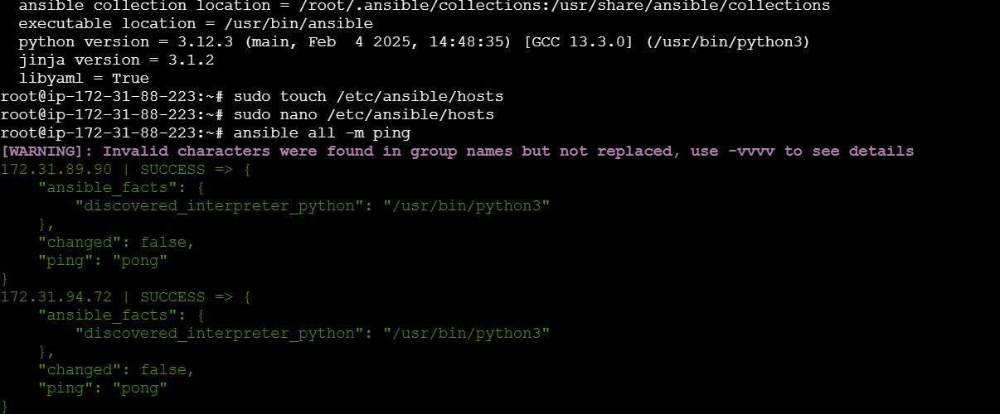 ansible collection location = /root/.ansible/collections:/usr/share/ansible/collections
  executable location = /usr/bin/ansible
  python version = 3.12.3 (main, Feb  4 2025, 14:48:35) [GCC 13.3.0] (/usr/bin/python3)
  jinja version = 3.1.2
  libyaml = True
root@ip-172-31-88-223:~# sudo touch /etc/ansible/hosts
root@ip-172-31-88-223:~# sudo nano /etc/ansible/hosts
root@ip-172-31-88-223:~# ansible all -m ping
[WARNING]: Invalid characters were found in group names but not replaced, use -vvvv to see details
172.31.89.90 | SUCCESS => {
    "ansible_facts": {
        "discovered_interpreter_python": "/usr/bin/python3"
    },
    "changed": false,
    "ping": "pong"
}
172.31.94.72 | SUCCESS => {
    "ansible_facts": {
        "discovered_interpreter_python": "/usr/bin/python3"
    },
    "changed": false,
    "ping": "pong"
}